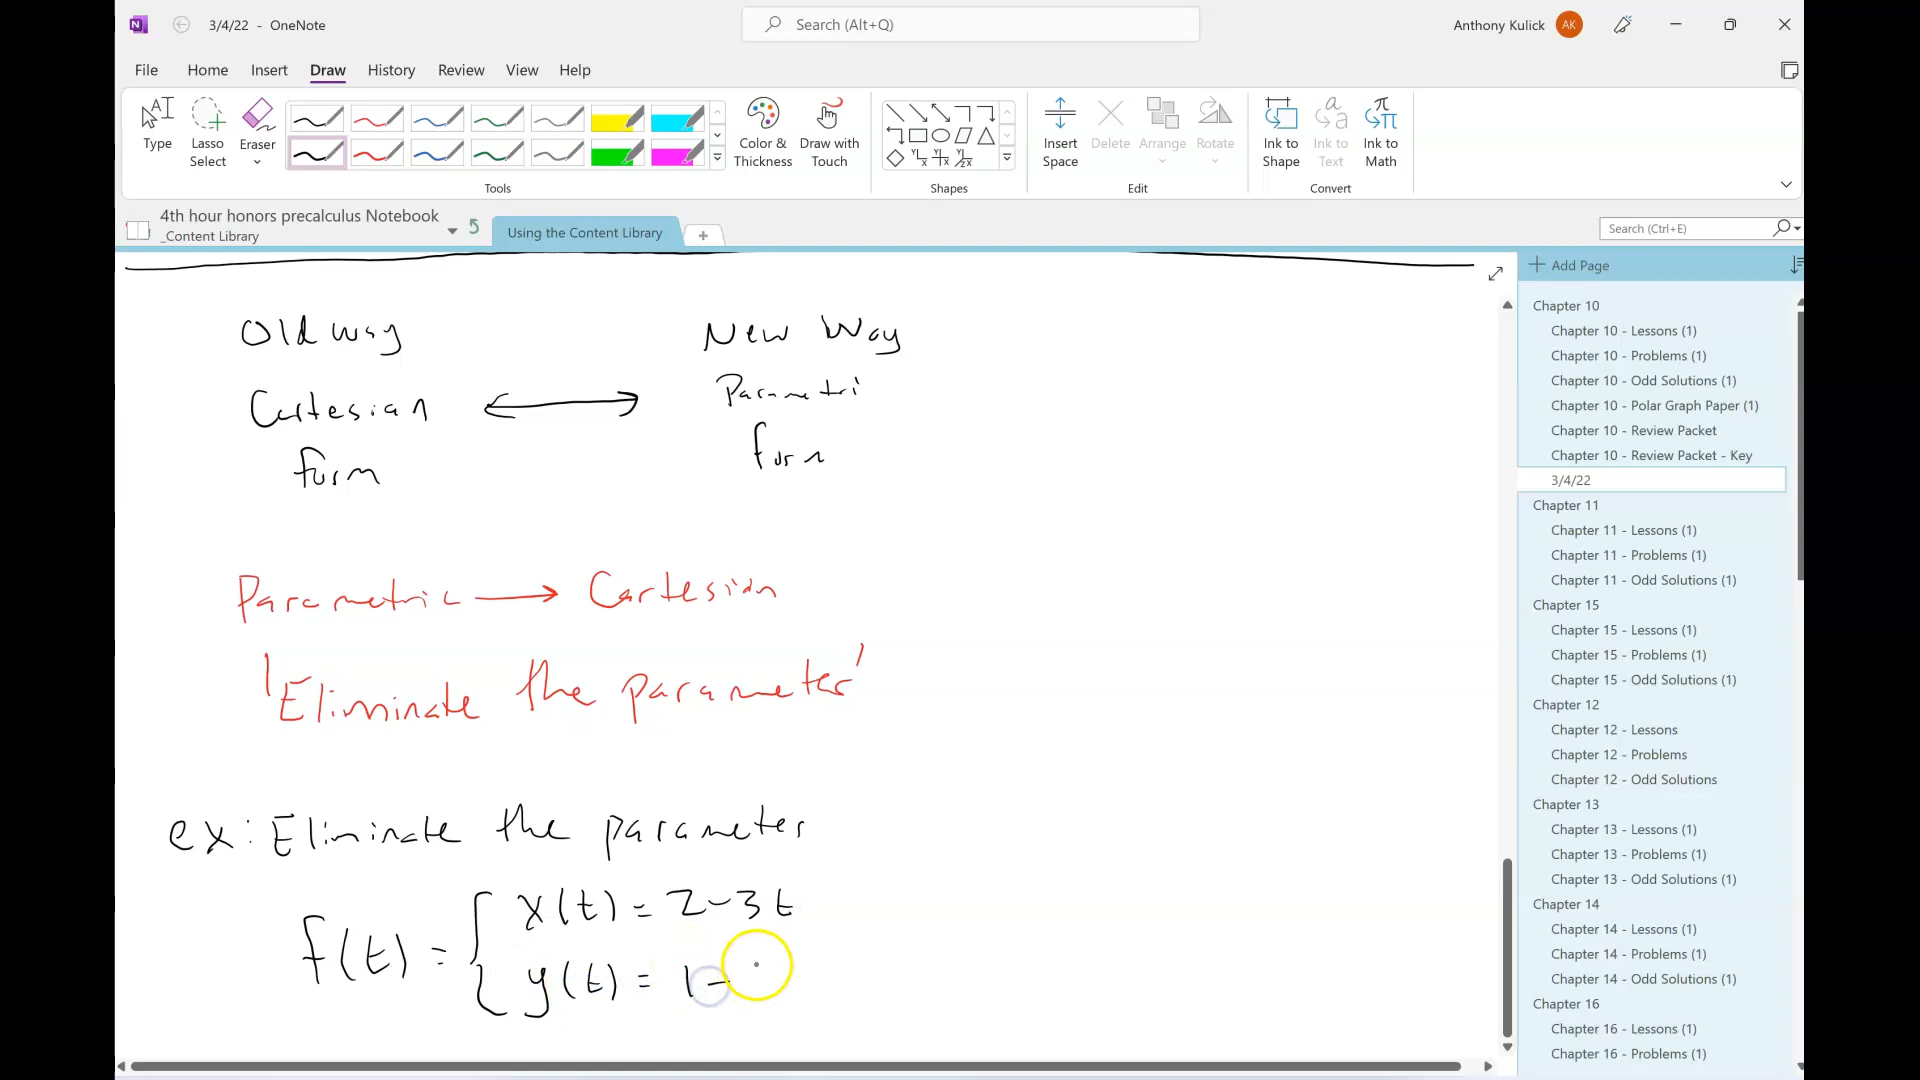 3/4/22 - OneNote
Search (Alt+Q)
Anthony Kulick
AK
File Home Insert Draw History Review View Help
Type
Lasso Select
Eraser
Color & Thickness
Draw with Touch
Insert Space
Delete
Arrange
Rotate
Ink to Shape
Ink to Text
Ink to Math
Tools
Shapes
Edit
Convert
4th hour honors precalculus Notebook
_Content Library
Using the Content Library
Search (Ctrl+E)
Old Way
New Way
Cartesian form
Parametri form
Parametric → Cartesian
'Eliminate the parameter'
ex: Eliminate the parameter
f(t) = { x(t) = 2-3t
y(t) = 1-
Add Page
Chapter 10
Chapter 10 - Lessons (1)
Chapter 10 - Problems (1)
Chapter 10 - Odd Solutions (1)
Chapter 10 - Polar Graph Paper (1)
Chapter 10 - Review Packet
Chapter 10 - Review Packet - Key
3/4/22
Chapter 11
Chapter 11 - Lessons (1)
Chapter 11 - Problems (1)
Chapter 11 - Odd Solutions (1)
Chapter 15
Chapter 15 - Lessons (1)
Chapter 15 - Problems (1)
Chapter 15 - Odd Solutions (1)
Chapter 12
Chapter 12 - Lessons
Chapter 12 - Problems
Chapter 12 - Odd Solutions
Chapter 13
Chapter 13 - Lessons (1)
Chapter 13 - Problems (1)
Chapter 13 - Odd Solutions (1)
Chapter 14
Chapter 14 - Lessons (1)
Chapter 14 - Problems (1)
Chapter 14 - Odd Solutions (1)
Chapter 16
Chapter 16 - Lessons (1)
Chapter 16 - Problems (1)